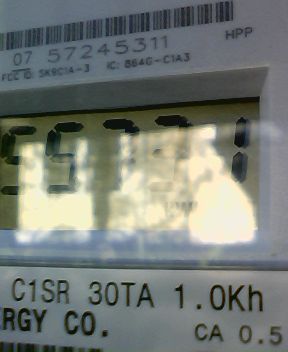 HPP
07 57245311
FCC ID: SK9C1A-3 IC: 864G-C1A3
C1SR 30TA 1.0Kh
RGY CO.
CA 0.5